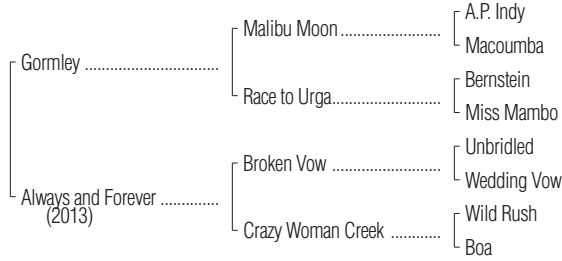 A.P. Indy
Malibu Moon ........................
Macoumba
Gormley ................................
Bernstein
Race to Urga..........................
Miss Mambo
Unbridled
Broken Vow ..........................
Wedding Vow
Always and Forever ..............
(2013)
Wild Rush
Crazy Woman Creek ............
Boa